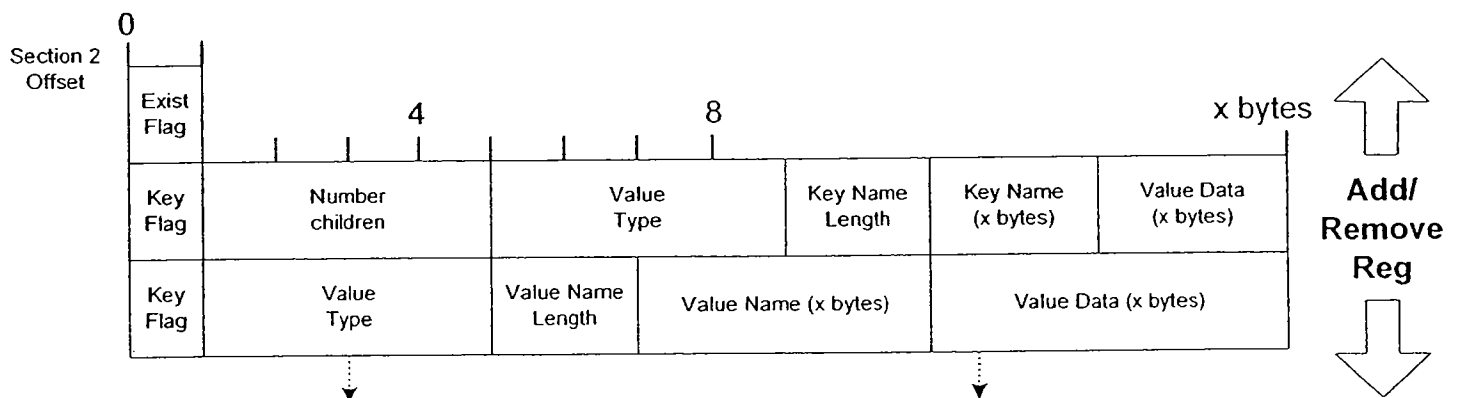 0
Section 2
Offset
Exist
Flag
4
8
x bytes
Key
Flag
Number
children
Value
Type
Key Name
Length
Key Name
(x bytes)
Value Data
(x bytes)
Key
Flag
Value
Type
Value Name
Length
Value Name (x bytes)
Value Data (x bytes)
Add/
Remove
Reg